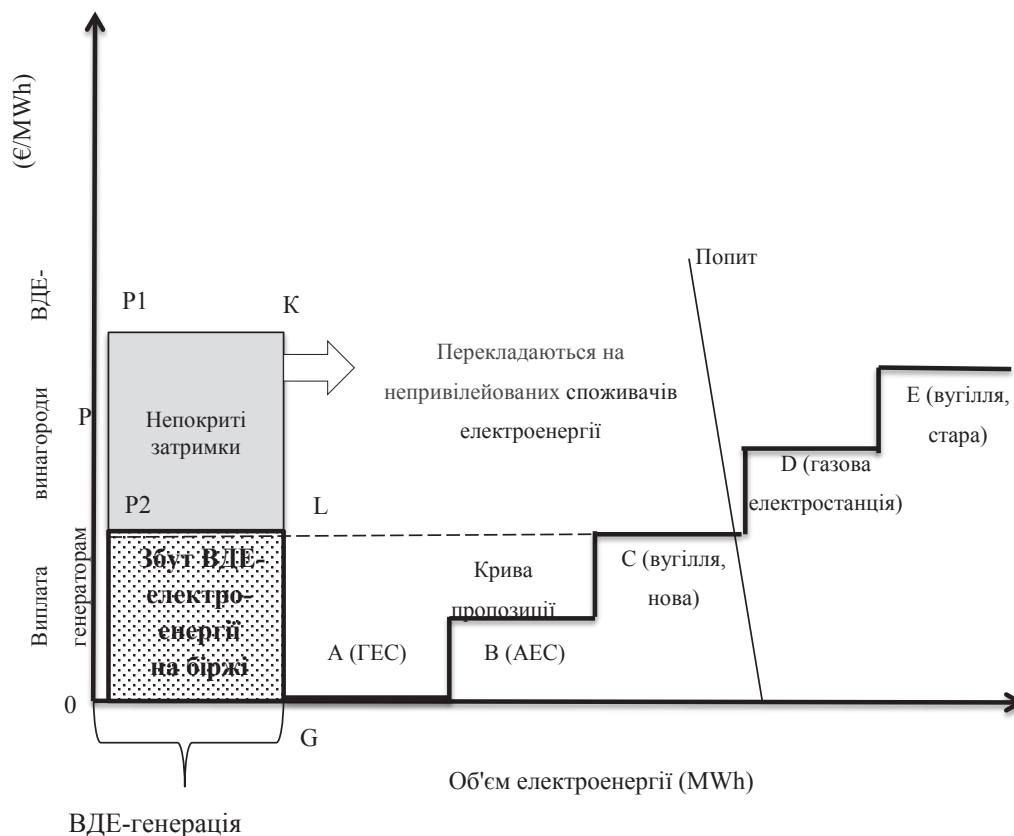 (€/MWh)
ВДЕ-
винагороди
Виплата
генераторам
P
0
P1
K
Непокриті
затримки
P2
L
Збут ВДЕ-
електро-
енергії
на біржі
G
ВДЕ-генерація
Перекладаються на
непривілейованих споживачів
електроенергії
Попит
Крива
пропозиції
A (ГЕС)
B (АЕС)
C (вугілля,
нова)
D (газова
електростанція)
E (вугілля,
стара)
Об'єм електроенергії (MWh)